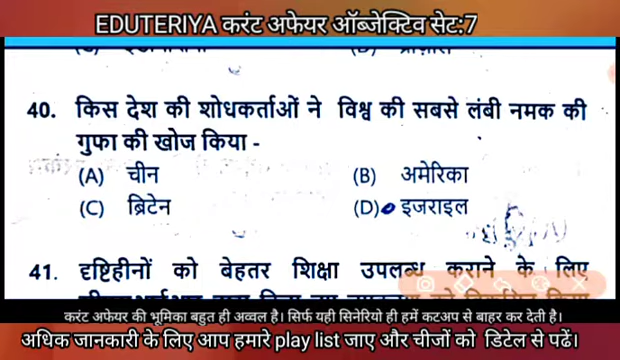 EDUTERIYA करंट अफेयर ऑब्जेक्टिव सेट:7
40. किस देश की शोधकर्ताओं ने विश्व की सबसे लंबी नमक की
गुफा की खोज किया -
(A) चीन (B) अमेरिका
(C) ब्रिटेन (D) इजराइल
41. दृष्टिहीनों को बेहतर शिक्षा उपलब्ध कराने के लिए
करंट अफेयर की भूमिका बहुत ही अव्वल है। सिर्फ यही सिनेरियो ही हमें कटअप से बाहर कर देती है।
अधिक जानकारी के लिए आप हमारे play list जाए और चीजों को डिटेल से पढें।